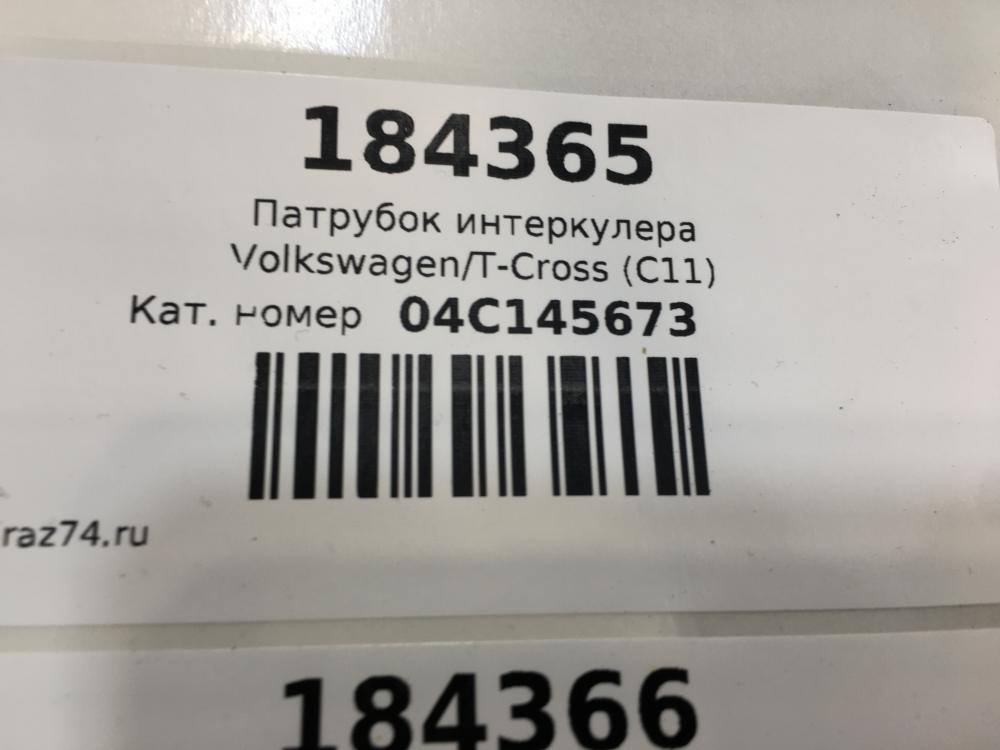 184365
Патрубок интеркулера
Volkswagen/T-Cross (C11)
Кат. номер 04C145673
raz74.ru
184366